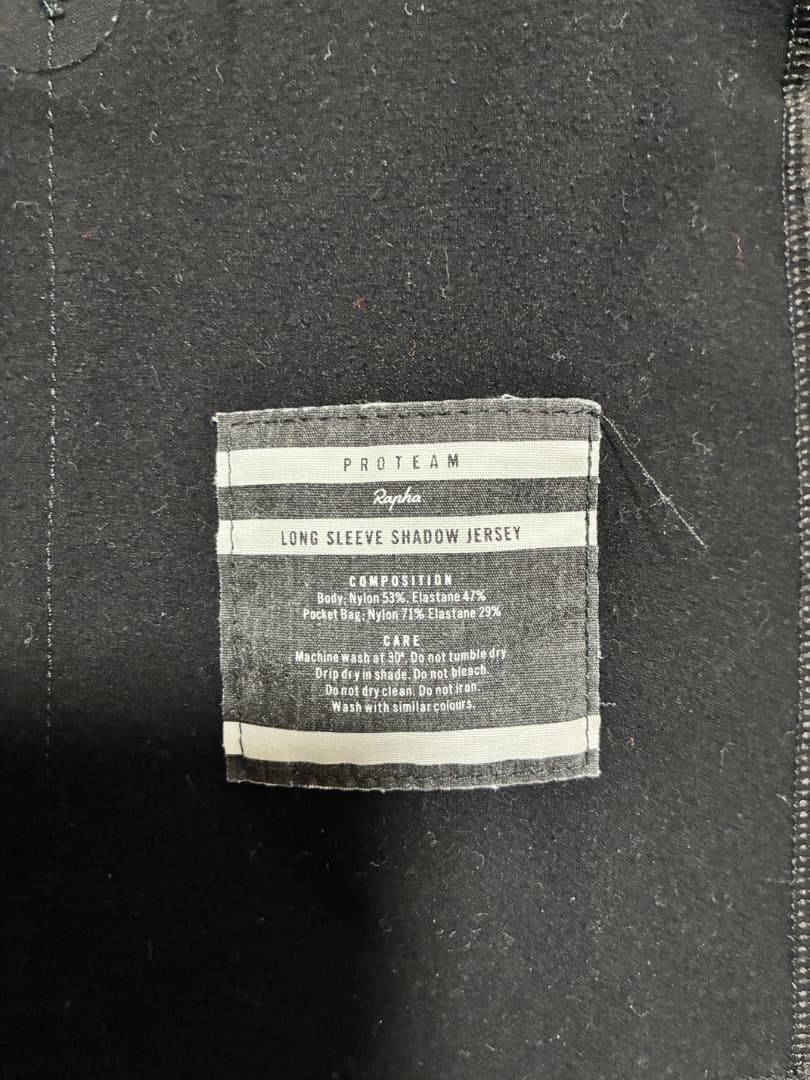 PROTEAM
Rapha
LONG SLEEVE SHADOW JERSEY
COMPOSITION
Body: Nylon 53%. Elastane 47%
Pocket Bag: Nylon 71% Elastane 29%
CARE
Machine wash at 30°. Do not tumble dry
Drip dry in shade. Do not bleach.
Do not dry clean. Do not iron.
Wash with similar colours.